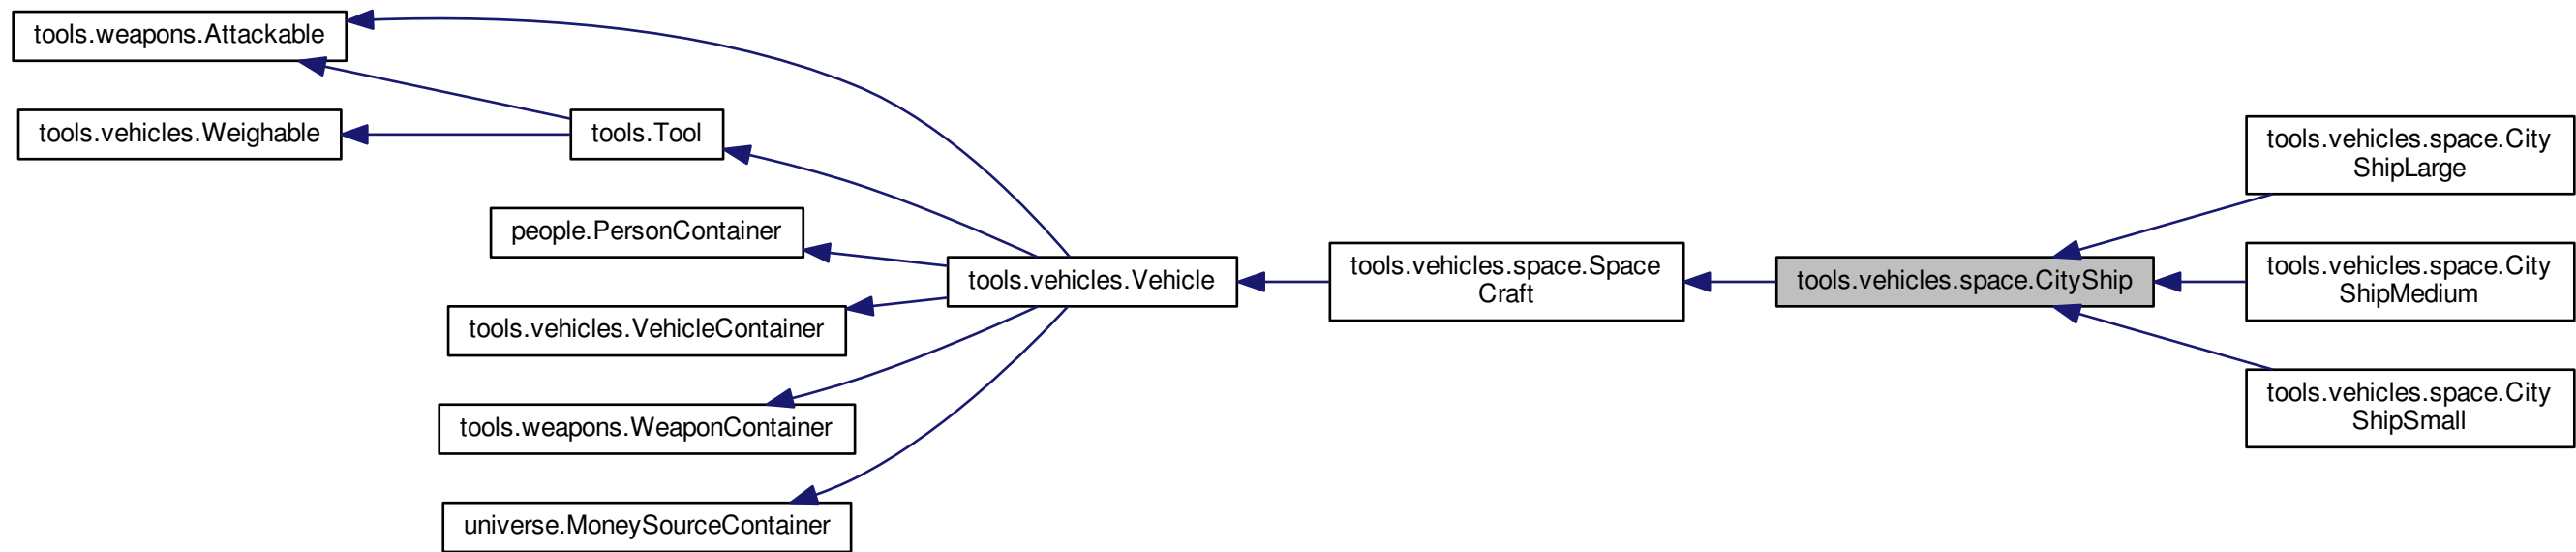 tools.weapons.Attackable
tools.vehicles.Weighable
tools.Tool
people.PersonContainer
tools.vehicles.VehicleContainer
tools.weapons.WeaponContainer
universe.MoneySourceContainer
tools.vehicles.Vehicle
tools.vehicles.space.Space
Craft
tools.vehicles.space.CityShip
tools.vehicles.space.City
ShipLarge
tools.vehicles.space.City
ShipMedium
tools.vehicles.space.City
ShipSmall